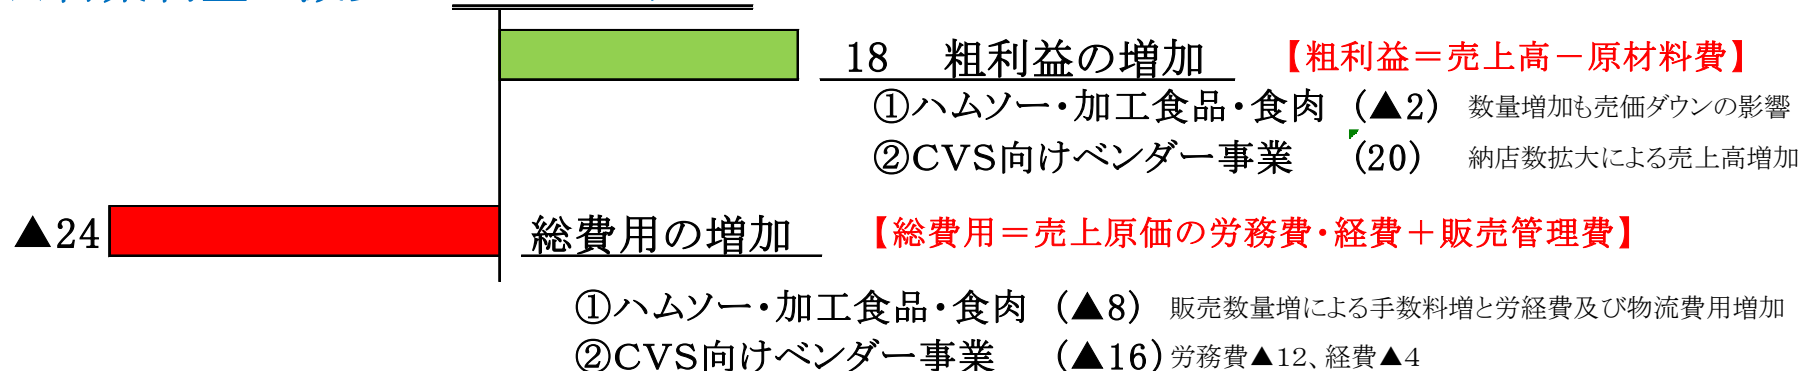 18 粗利益の増加 【粗利益＝売上高－原材料費】
①ハムソー・加工食品・食肉 (▲2) 数量増加も売価ダウンの影響
②CVS向けベンダー事業 (20) 納店数拡大による売上高増加
▲24 総費用の増加 【総費用＝売上原価の労務費・経費＋販売管理費】
①ハムソー・加工食品・食肉 (▲8) 販売数量増による手数料増と労経費及び物流費用増加
②CVS向けベンダー事業 (▲16) 労務費▲12、経費▲4